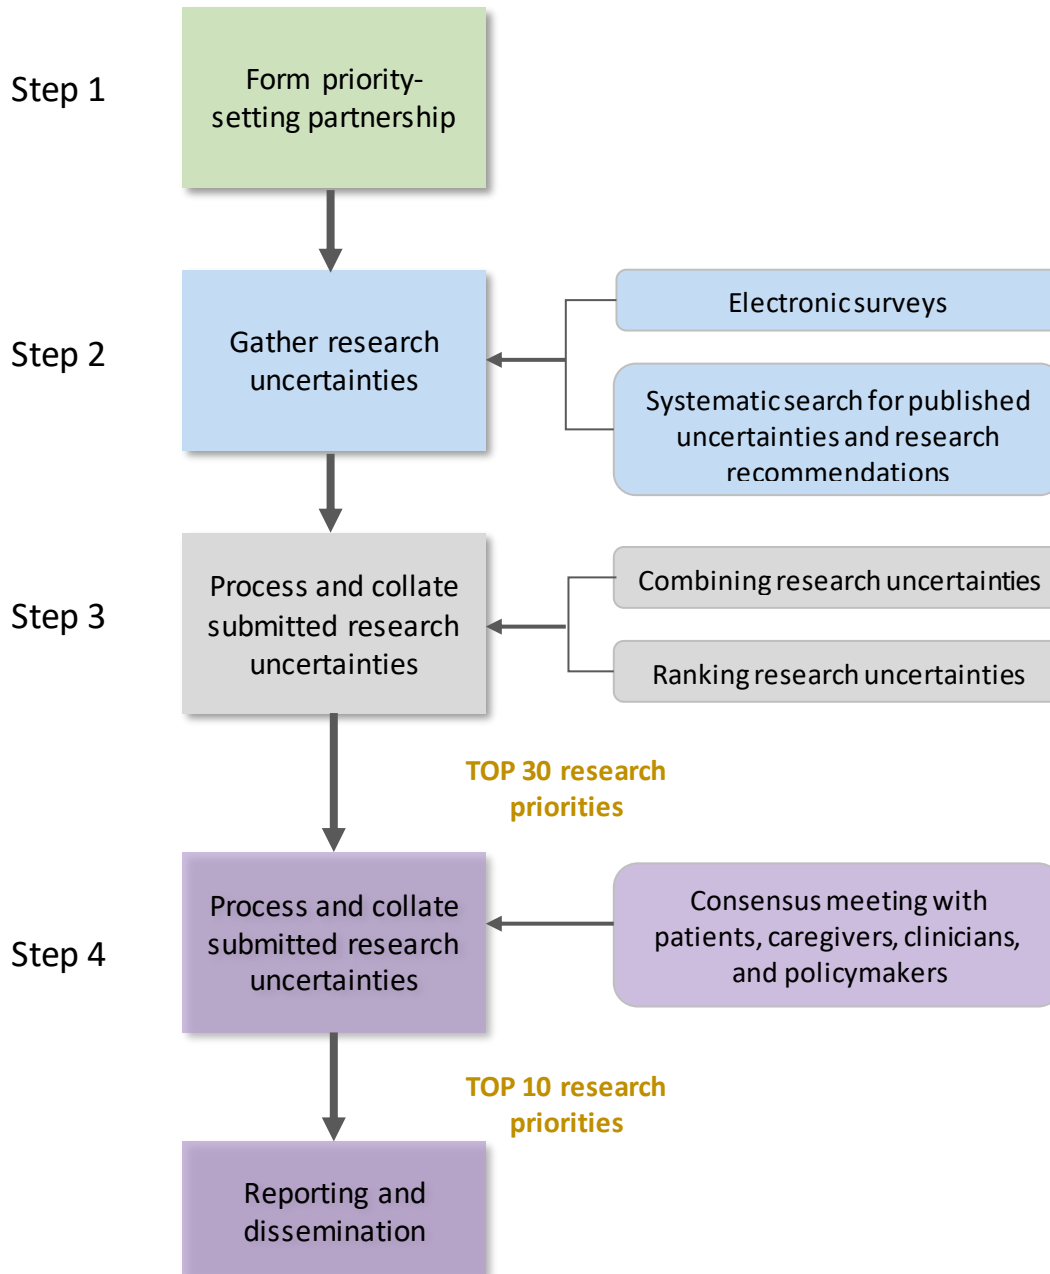 Step 1
Form priority-
setting partnership
Step 2
Gather research
uncertainties
Electronic surveys
Systematic search for published
uncertainties and research
recommendations
Step 3
Process and collate
submitted research
uncertainties
Combining research uncertainties
Ranking research uncertainties
TOP 30 research
priorities
Step 4
Process and collate
submitted research
uncertainties
Consensus meeting with
patients, caregivers, clinicians,
and policymakers
TOP 10 research
priorities
Reporting and
dissemination